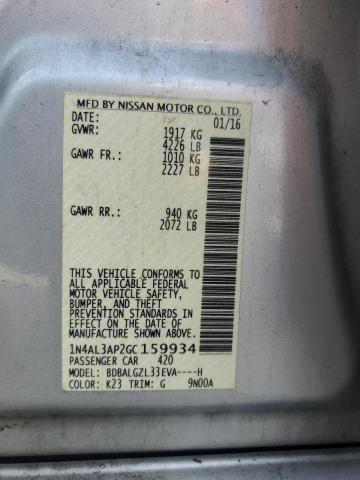 MFD BY NISSAN MOTOR CO., LTD.
DATE: 01/16
GVWR: 1917 KG
4226 LB
GAWR FR.: 1010 KG
2227 LB
GAWR RR.: 940 KG
2072 LB
THIS VEHICLE CONFORMS TO
ALL APPLICABLE FEDERAL
MOTOR VEHICLE SAFETY,
BUMPER, AND THEFT
PREVENTION STANDARDS IN
EFFECT ON THE DATE OF
MANUFACTURE SHOWN ABOVE.
1N4AL3AP2GC159934
PASSENGER CAR 420
MODEL: BDBALGZL33EVA----H
COLOR: K23 TRIM: G 9N00A